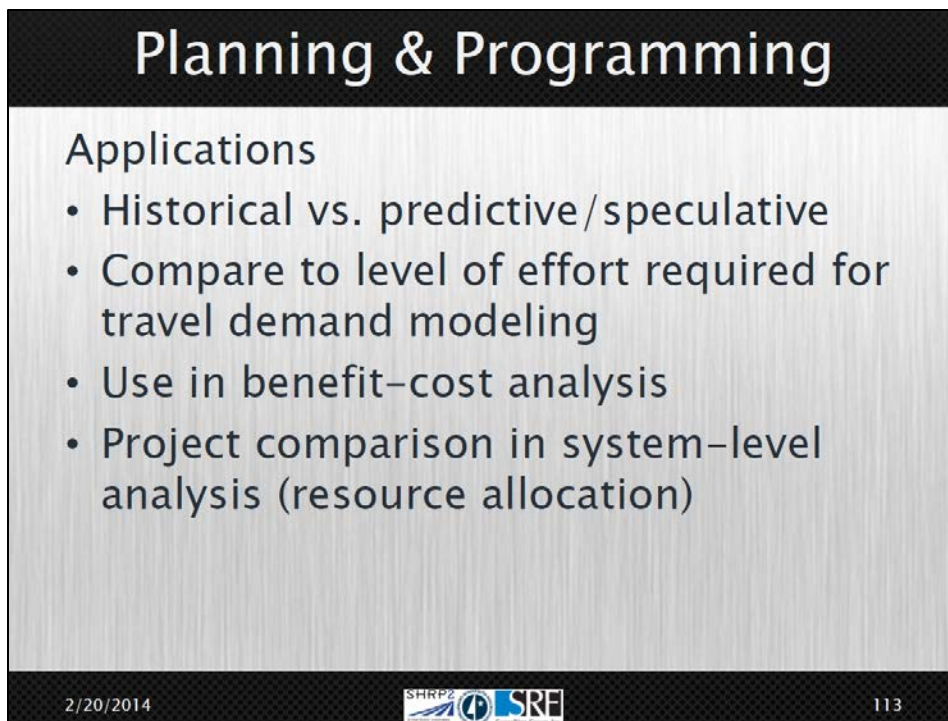 Planning & Programming
Applications
• Historical vs. predictive/speculative
• Compare to level of effort required for
travel demand modeling
• Use in benefit-cost analysis
• Project comparison in system-level
analysis (resource allocation)
2/20/2014
SHRP2
SRF
113